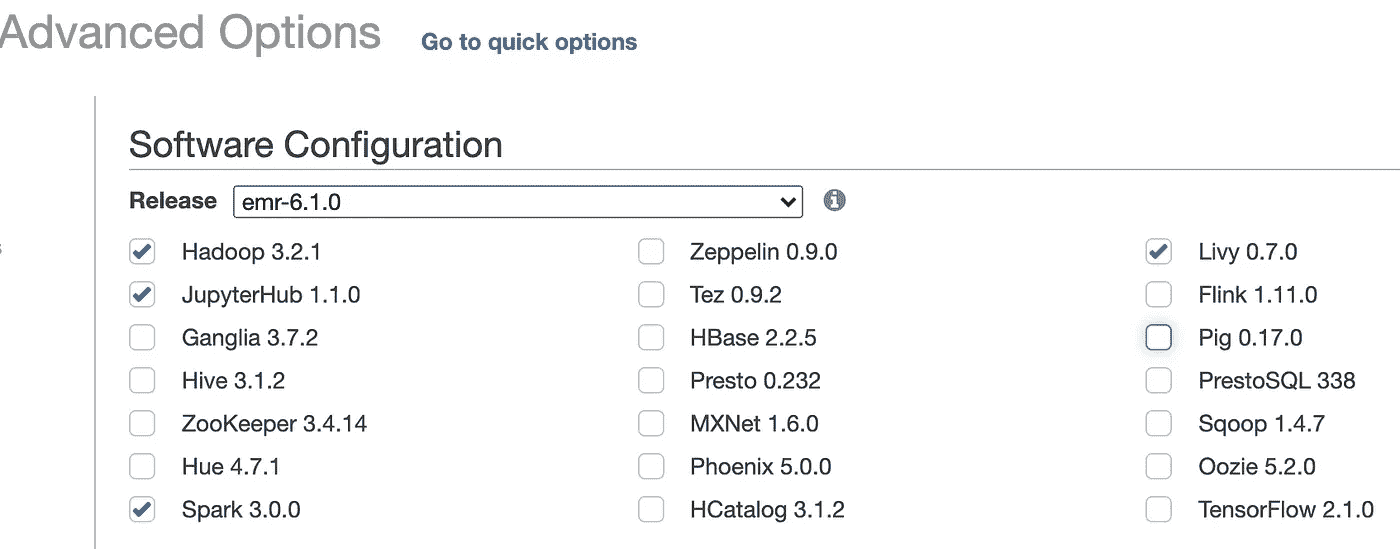 Advanced Options Go to quick options
Software Configuration
Release emr-6.1.0
Hadoop 3.2.1 Zeppelin 0.9.0 Livy 0.7.0
JupyterHub 1.1.0 Tez 0.9.2 Flink 1.11.0
Ganglia 3.7.2 HBase 2.2.5 Pig 0.17.0
Hive 3.1.2 Presto 0.232 PrestoSQL 338
ZooKeeper 3.4.14 MXNet 1.6.0 Sqoop 1.4.7
Hue 4.7.1 Phoenix 5.0.0 Oozie 5.2.0
Spark 3.0.0 HCatalog 3.1.2 TensorFlow 2.1.0